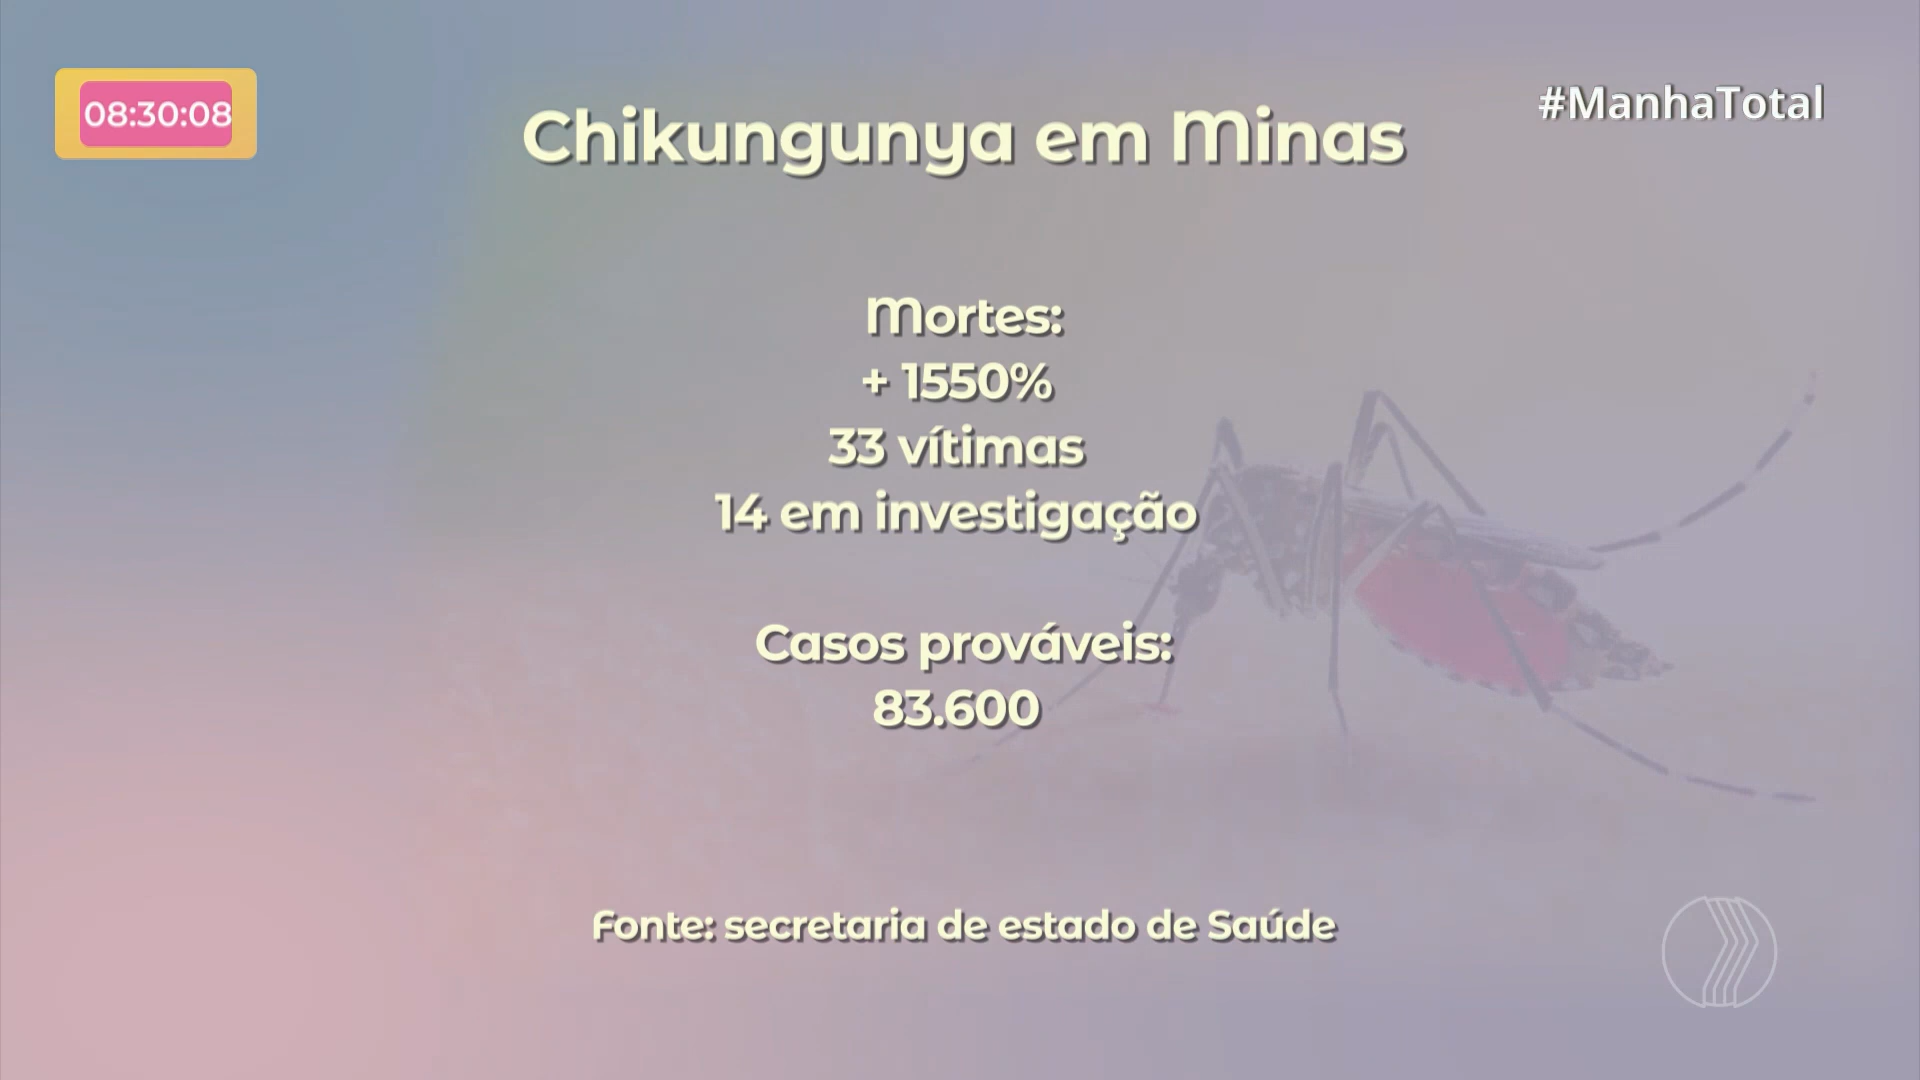 08:30:08
#ManhaTotal
Chikungunya em Minas
Mortes:
+ 1550%
33 vítimas
14 em investigação
Casos prováveis:
83.600
Fonte: secretaria de estado de Saúde